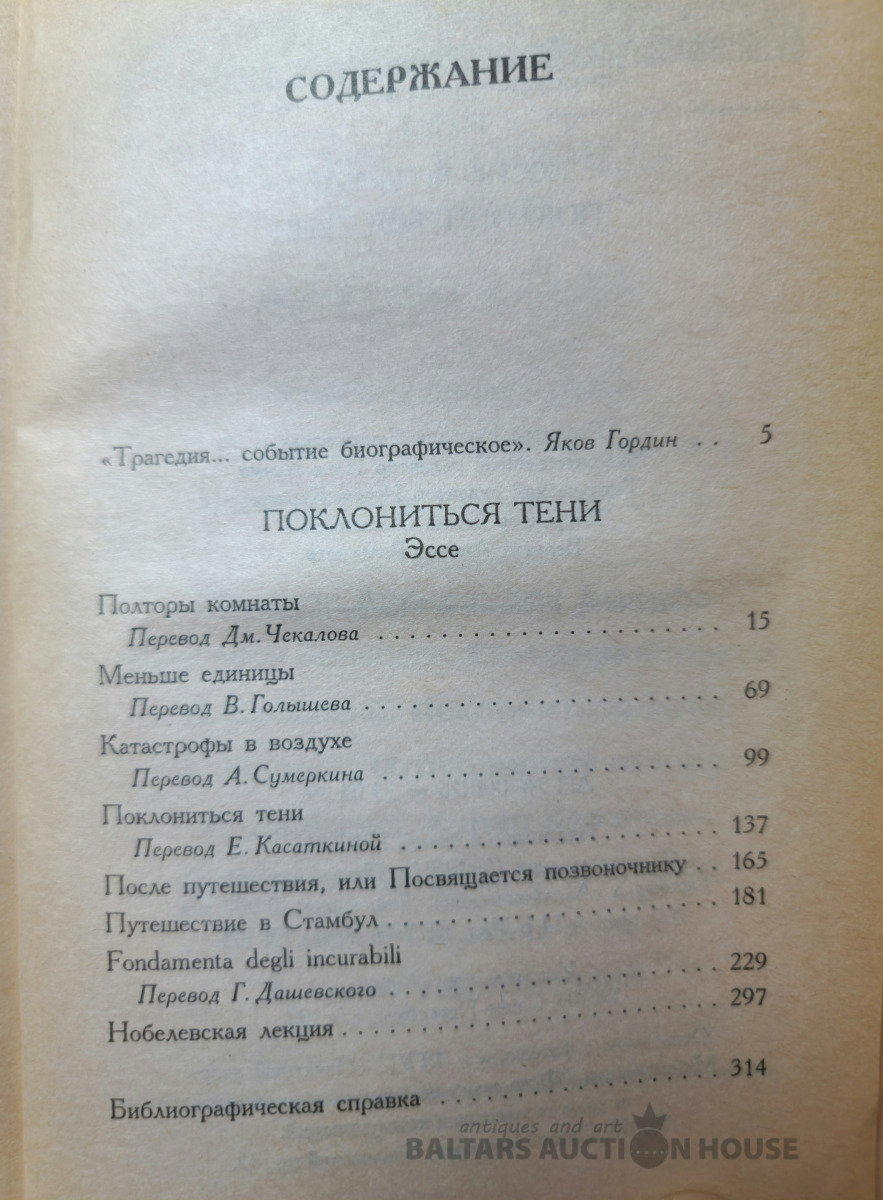 СОДЕРЖАНИЕ
«Трагедия... событие биографическое». Яков Гордин . . 5
ПОКЛОНИТЬСЯ ТЕНИ
Эссе
Полторы комнаты
Перевод Дм. Чекалова . . . . . . . . . . . . . . . . . . . . . . . . 15
Меньше единицы
Перевод В. Голышева . . . . . . . . . . . . . . . . . . . . . . . . 69
Катастрофы в воздухе
Перевод А. Сумеркина . . . . . . . . . . . . . . . . . . . . . . . 99
Поклониться тени
Перевод Е. Касаткиной . . . . . . . . . . . . . . . . . . . . . . 137
После путешествия, или Посвящается позвоночнику . . 165
Путешествие в Стамбул . . . . . . . . . . . . . . . . . . . . . . 181
Fondamenta degli incurabili
Перевод Г. Дашевского . . . . . . . . . . . . . . . . . . . . . . 229
Нобелевская лекция . . . . . . . . . . . . . . . . . . . . . . . . . 297
Библиографическая справка . . . . . . . . . . . . . . . . . . . 314
antiques and art
BALTARS AUCTION HOUSE